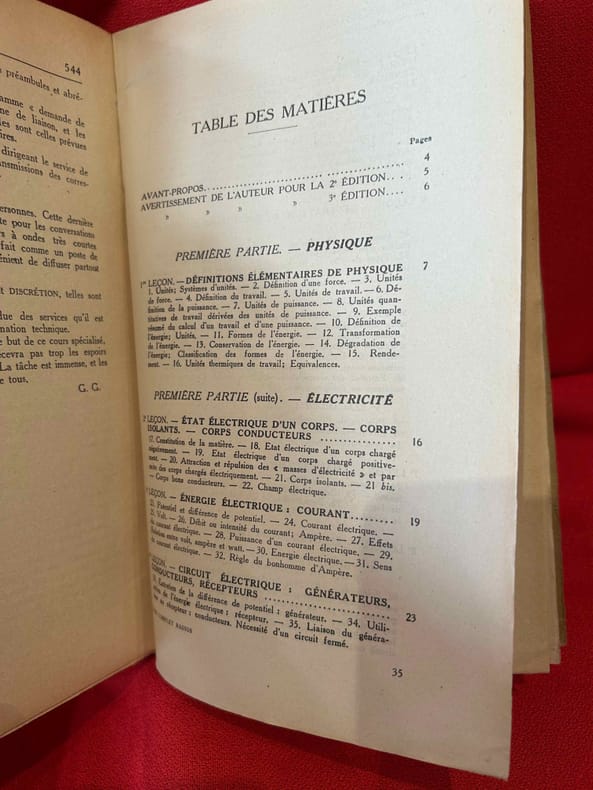 544
préambules et abré-
amme « demande de
ne de liaison, et les
les sont celles prévues
ires.
dirigeant le service de
nsmissions des corres-
ersonnes. Cette dernière
te pour les conversations
s à ondes très courtes
fait comme un poste de
énient de diffuser partout
t DISCRÉTION, telles sont
due des services qu'il est
mation technique.
e but de ce cours spécialisé,
cevra pas trop les espoirs
La tâche est immense, et les
e tous.
G. G.
TABLE DES MATIÈRES
Pages
AVANT-PROPOS. 4
AVERTISSEMENT DE L'AUTEUR POUR LA 2e ÉDITION. . . 5
» » » » 3e ÉDITION. . . . 6
PREMIÈRE PARTIE. — PHYSIQUE
1re LEÇON. — DÉFINITIONS ÉLÉMENTAIRES DE PHYSIQUE 7
1. Unités; Systèmes d'unités. — 2. Définition d'une force. — 3. Unités
de force. — 4. Définition du travail. — 5. Unités de travail. — 6. Dé-
finition de la puissance. — 7. Unités de puissance. — 8. Unités quan-
titatives de travail dérivées des unités de puissance. — 9. Exemple
résumé du calcul d'un travail et d'une puissance. — 10. Définition de
l'énergie; Unités. — 11. Formes de l'énergie. — 12. Transformation
de l'énergie. — 13. Conservation de l'énergie. — 14. Dégradation de
l'énergie; Classification des formes de l'énergie. — 15. Rende-
ment. — 16. Unités thermiques de travail; Equivalences.
PREMIÈRE PARTIE (suite). — ÉLECTRICITÉ
LEÇON. — ÉTAT ÉLECTRIQUE D'UN CORPS. — CORPS
ISOLANTS. — CORPS CONDUCTEURS ................ 16
17. Constitution de la matière. — 18. Etat électrique d'un corps chargé
négativement. — 19. Etat électrique d'un corps chargé positive-
ment. — 20. Attraction et répulsion des « masses d'électricité » et par
suite des corps chargés électriquement. — 21. Corps isolants. — 21 bis.
Corps bons conducteurs. — 22. Champ électrique.
LEÇON. — ÉNERGIE ÉLECTRIQUE : COURANT......... 19
23. Potentiel et différence de potentiel. — 24. Courant électrique. —
25. Volt. — 26. Débit ou intensité du courant; Ampère. — 27. Effets
du courant électrique. — 28. Puissance d'un courant électrique. — 29.
Relation entre volt, ampère et watt. — 30. Energie électrique. — 31. Sens
du courant électrique. — 32. Règle du bonhomme d'Ampère.
LEÇON. — CIRCUIT ÉLECTRIQUE : GÉNÉRATEURS,
CONDUCTEURS, RÉCEPTEURS ........................ 23
33. Entretien de la différence de potentiel : générateur. — 34. Utili-
sation de l'énergie électrique : récepteur. — 35. Liaison du généra-
teur au récepteur : conducteurs. Nécessité d'un circuit fermé.
35